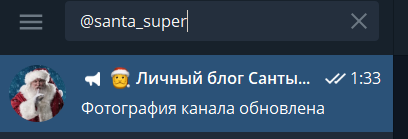 @santa_super
Личный блог Санты... 1:33
Фотография канала обновлена